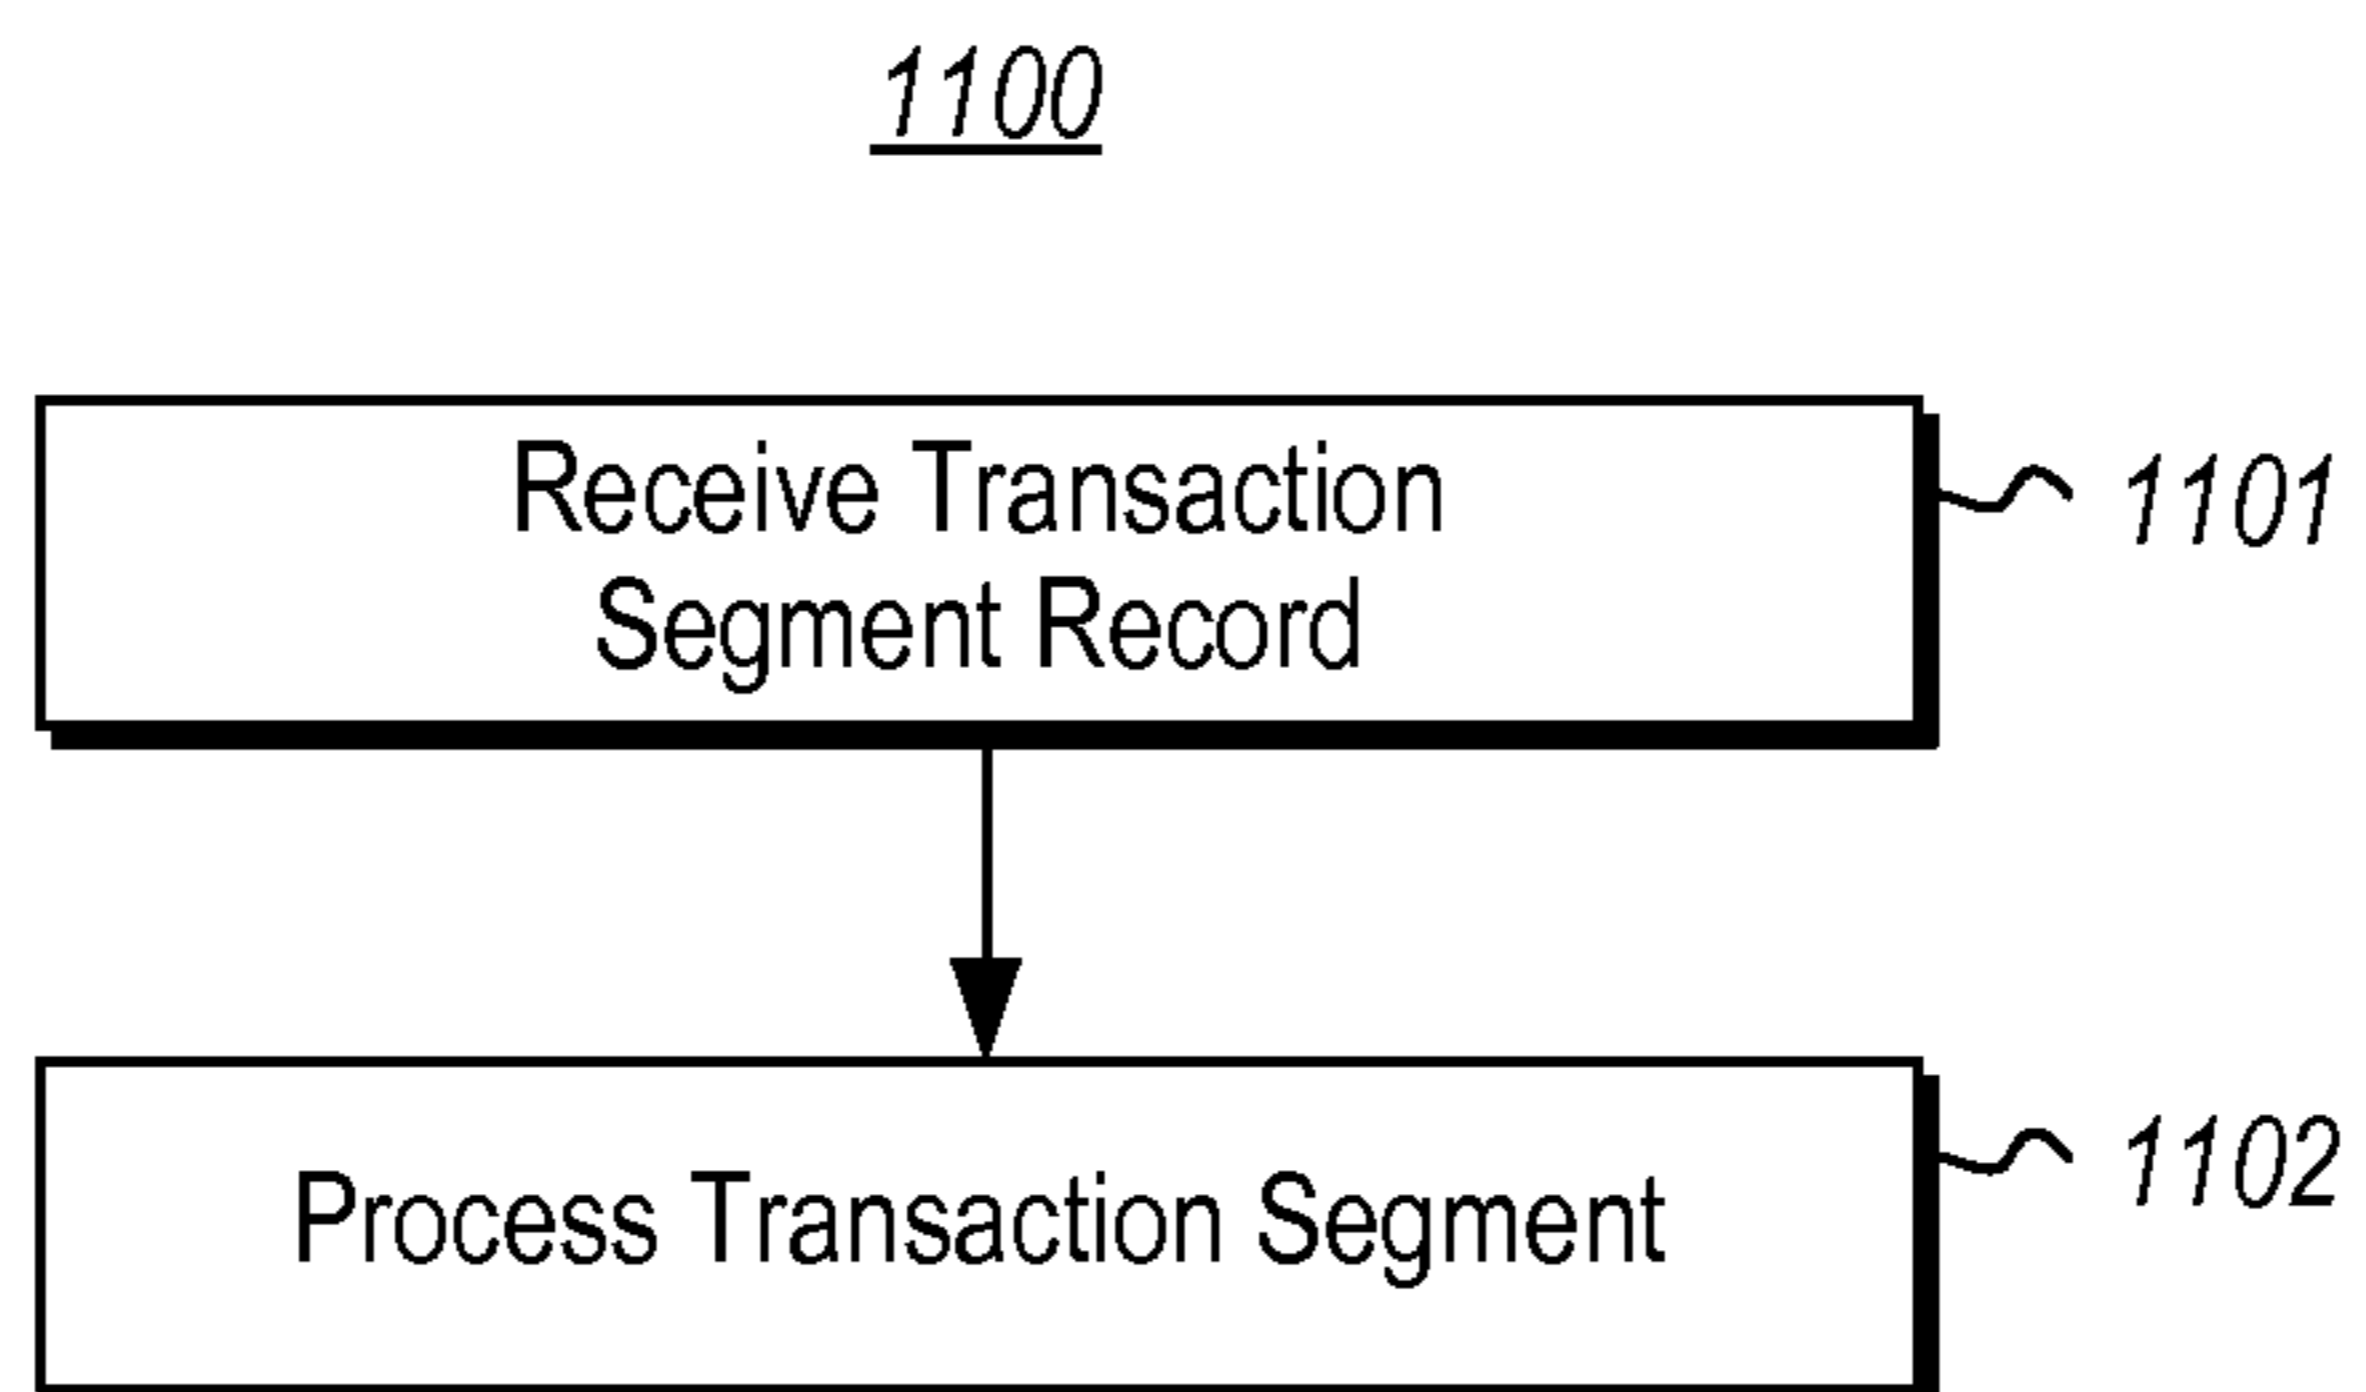 1100
Receive Transaction
Segment Record
1101
Process Transaction Segment
1102